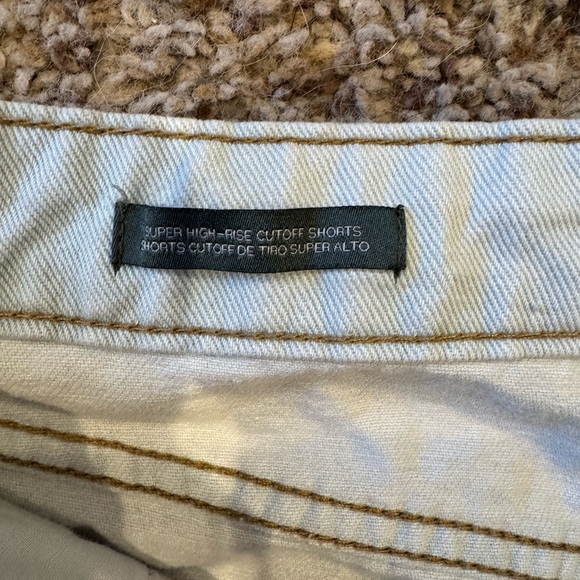 SUPER HIGH-RISE CUTOFF SHORTS
SHORTS CUTOFF DE TIRO SUPER ALTO